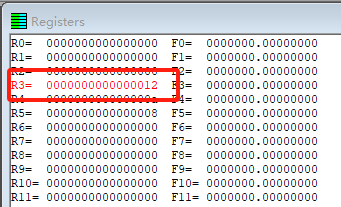 Registers
R0= 0000000000000000 F0= 0000000.00000000
R1= 0000000000000000 F1= 0000000.00000000
R2= 0000000000000000 F2= 0000000.00000000
R3= 0000000000000012 F3= 0000000.00000000
R4= 000000000000000a F4= 0000000.00000000
R5= 0000000000000008 F5= 0000000.00000000
R6= 0000000000000000 F6= 0000000.00000000
R7= 0000000000000000 F7= 0000000.00000000
R8= 0000000000000000 F8= 0000000.00000000
R9= 0000000000000000 F9= 0000000.00000000
R10= 0000000000000000 F10= 0000000.00000000
R11= 0000000000000000 F11= 0000000.00000000